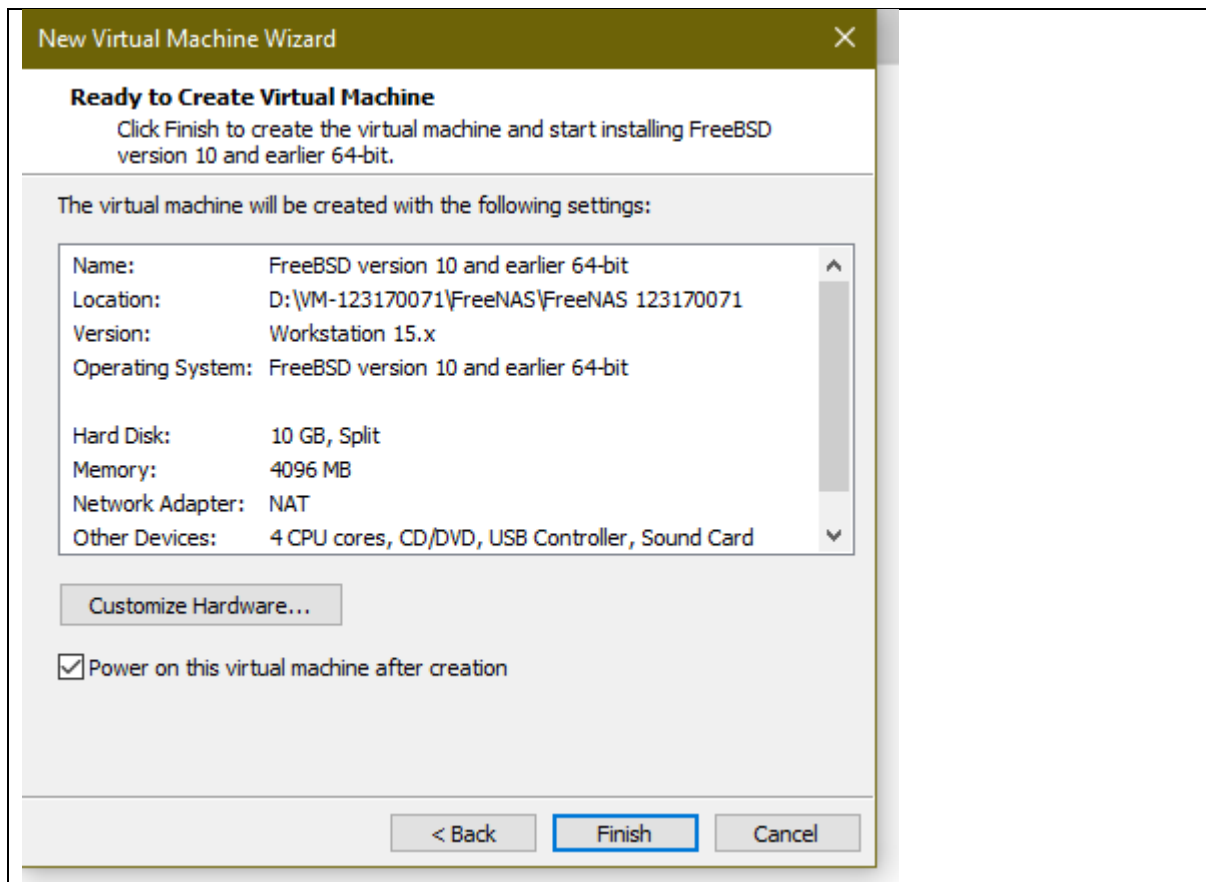 New Virtual Machine Wizard
Ready to Create Virtual Machine
Click Finish to create the virtual machine and start installing FreeBSD
version 10 and earlier 64-bit.
The virtual machine will be created with the following settings:
Name: FreeBSD version 10 and earlier 64-bit
Location: D:\VM-123170071\FreeNAS\FreeNAS 123170071
Version: Workstation 15.x
Operating System: FreeBSD version 10 and earlier 64-bit
Hard Disk: 10 GB, Split
Memory: 4096 MB
Network Adapter: NAT
Other Devices: 4 CPU cores, CD/DVD, USB Controller, Sound Card
Customize Hardware...
Power on this virtual machine after creation
< Back Finish Cancel